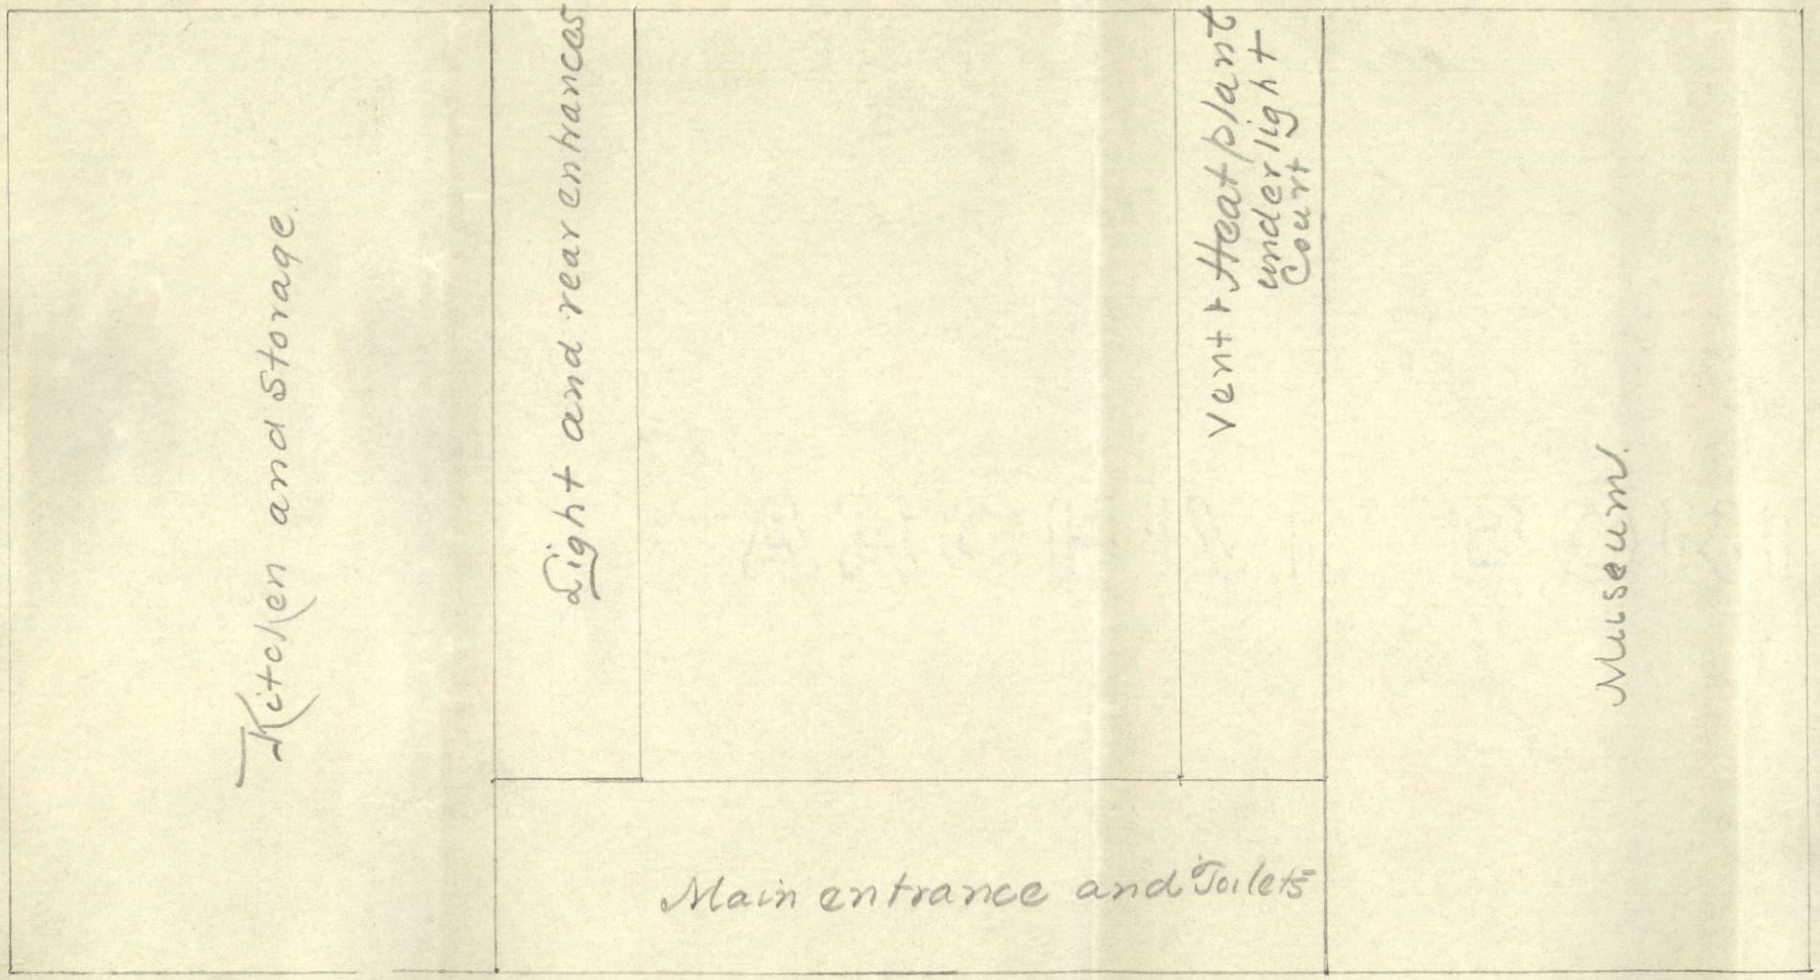 Kitchen and Storage.
Light and rear entrances
Vent + Heat plant
under light
Court
Museum.
Main entrance and Toilets